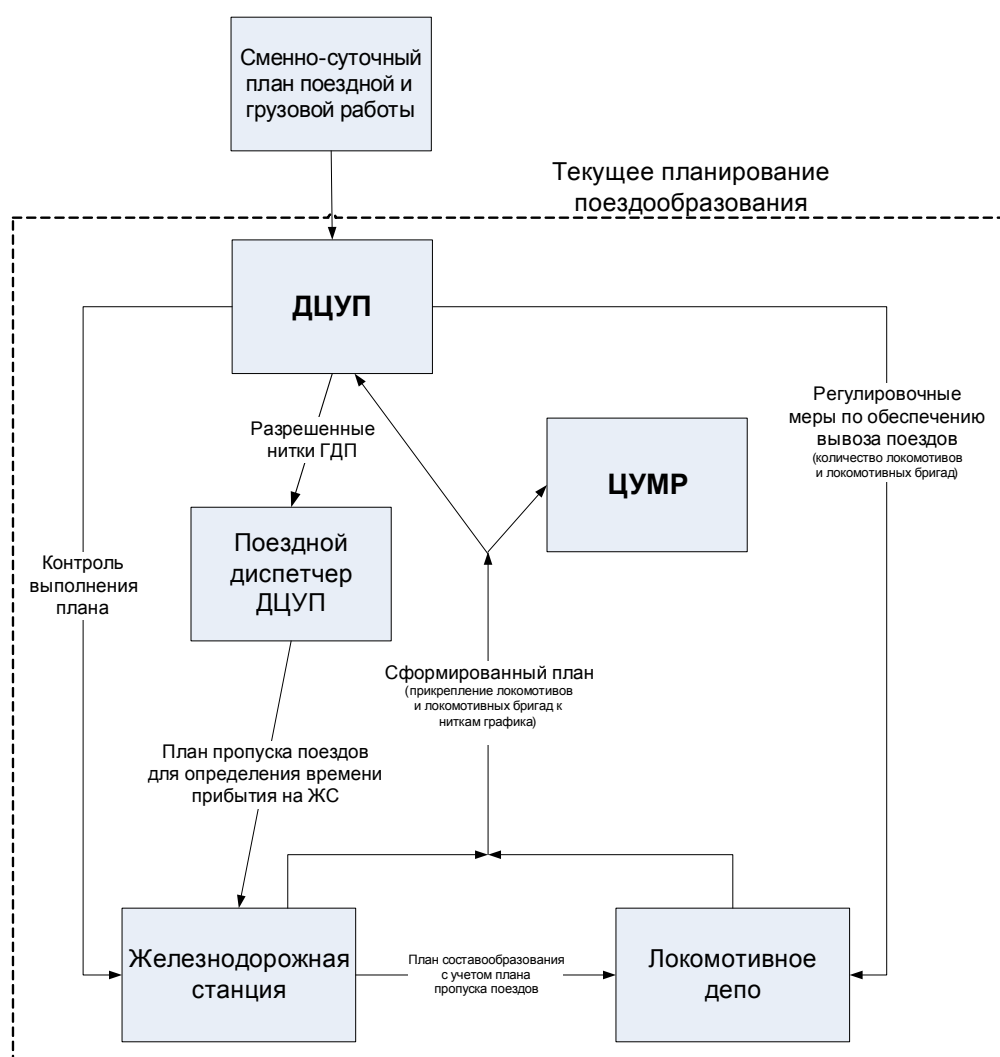 Сменно-суточный
план поездной и
грузовой работы
Текущее планирование
поездообразования
ДЦУП
Разрешенные
нитки ГДП
Регулировочные
меры по обеспечению
вывоза поездов
(количество локомотивов
и локомотивных бригад)
ЦУМР
Поездной
диспетчер
ДЦУП
Контроль
выполнения
плана
Сформированный план
(прикрепление локомотивов
и локомотивных бригад к
ниткам графика)
План пропуска поездов
для определения времени
прибытия на ЖС
Железнодорожная
станция
План составообразования
с учетом плана
пропуска поездов
Локомотивное
депо